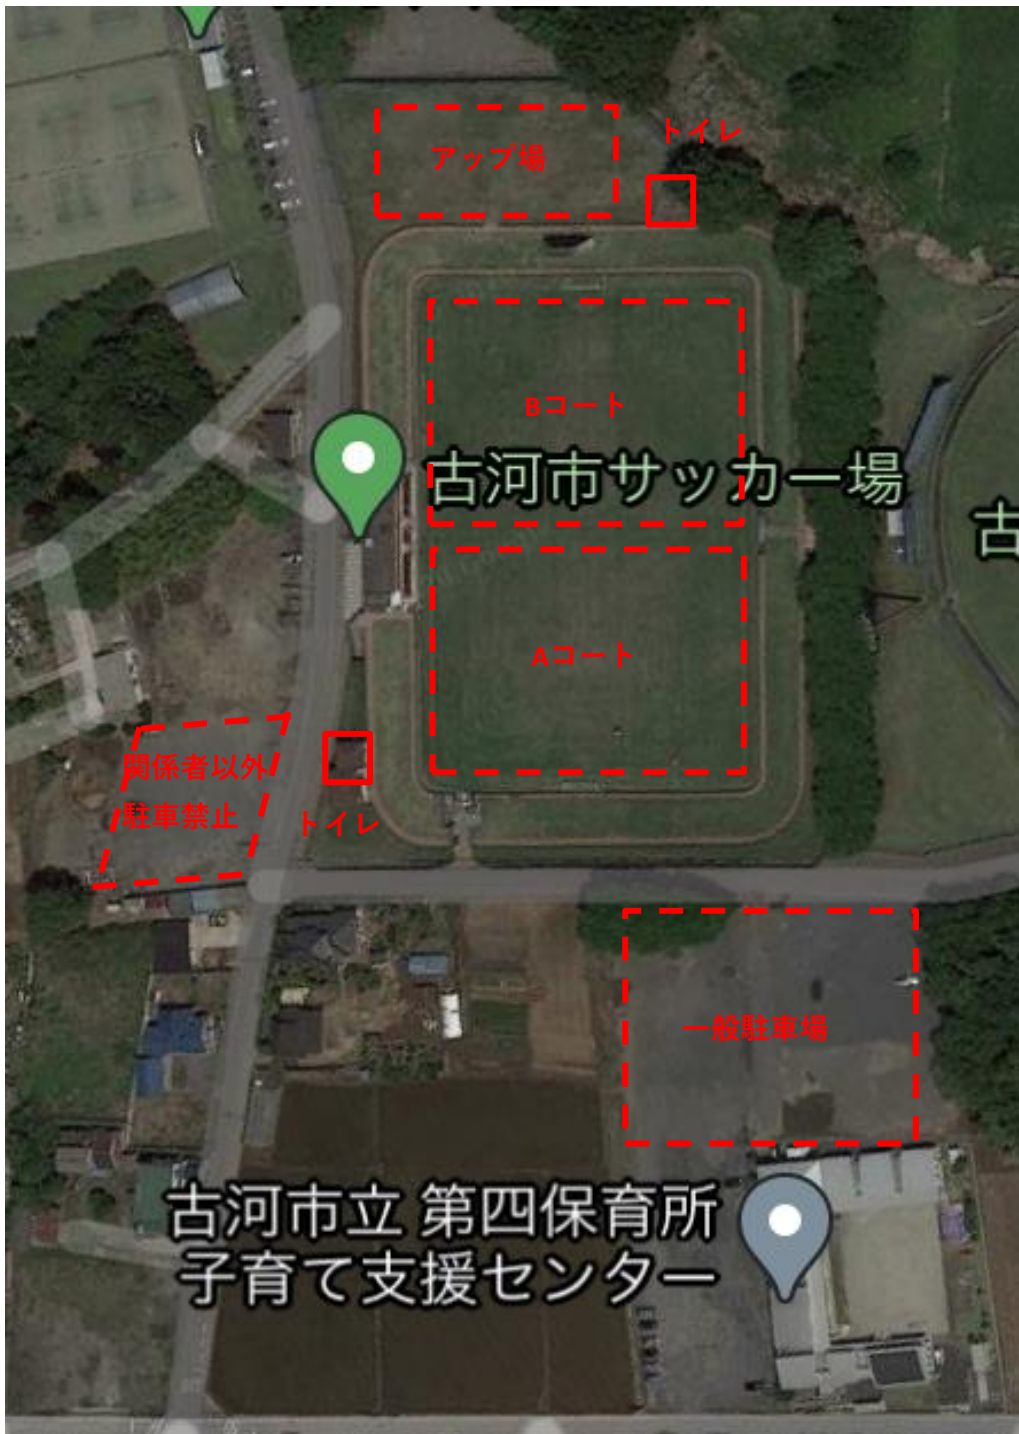 トイレ
アップ場
Bコート
古河市サッカー場
古
Aコート
関係者以外
駐車禁止
トイレ
一般駐車場
古河市立 第四保育所
子育て支援センター